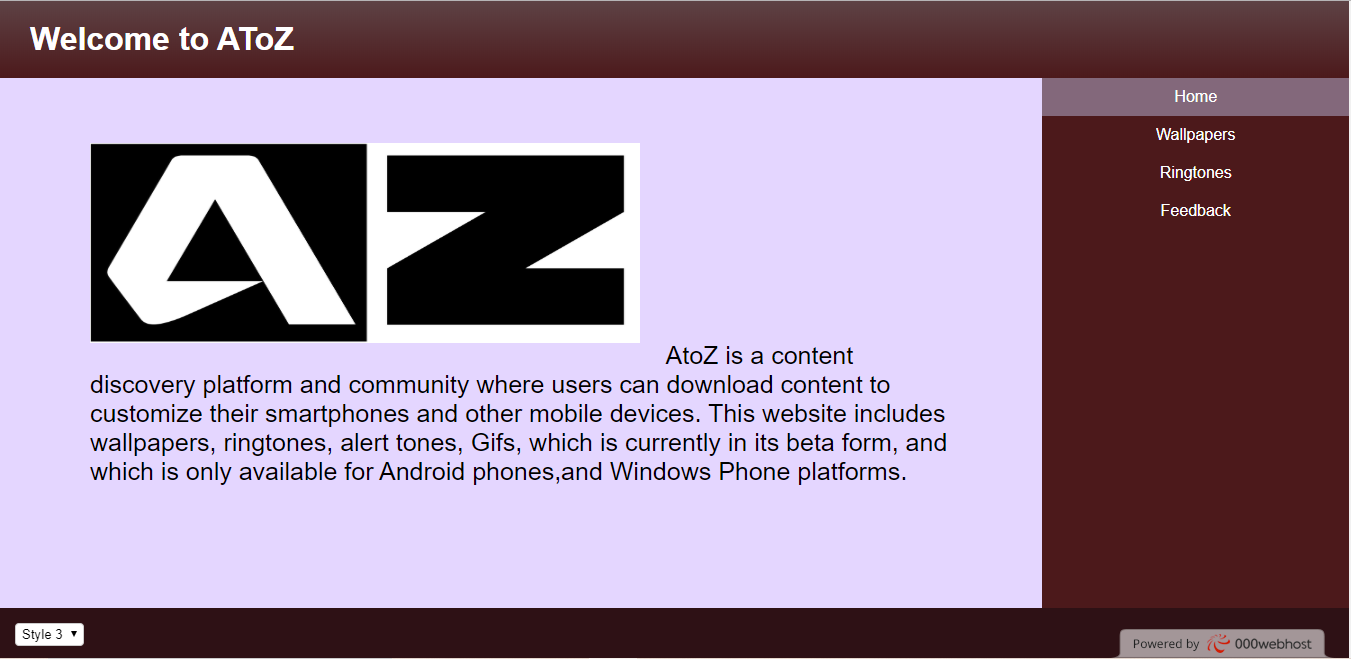 Welcome to AToZ
Home
Wallpapers
Ringtones
Feedback
AZ
AtoZ is a content
discovery platform and community where users can download content to
customize their smartphones and other mobile devices. This website includes
wallpapers, ringtones, alert tones, Gifs, which is currently in its beta form, and
which is only available for Android phones,and Windows Phone platforms.
Style 3
Powered by 000webhost